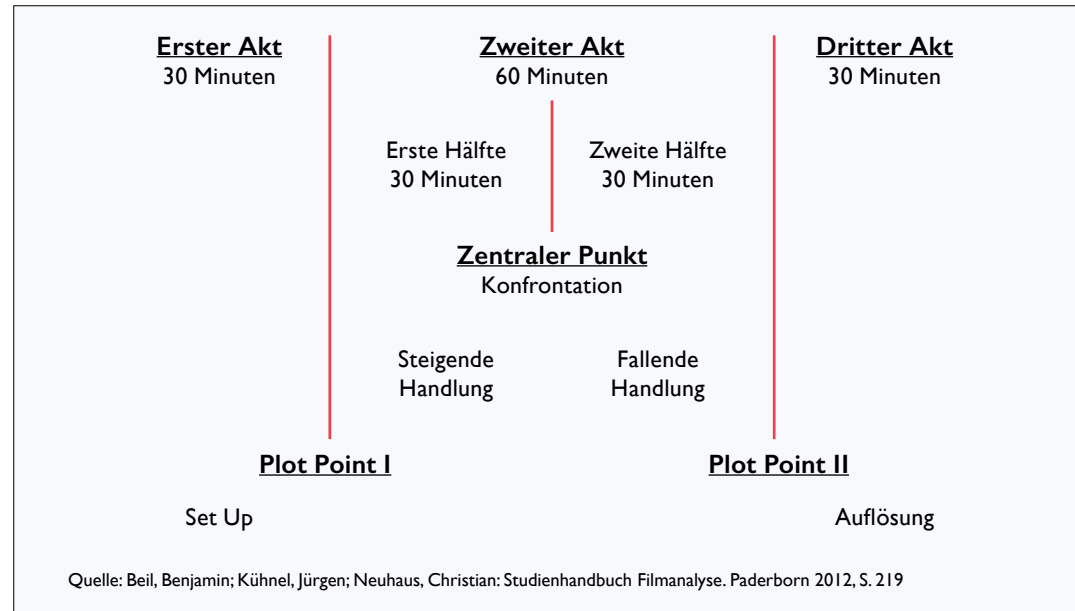 Erster Akt
30 Minuten
Zweiter Akt
60 Minuten
Dritter Akt
30 Minuten
Erste Hälfte
30 Minuten
Zweite Hälfte
30 Minuten
Zentraler Punkt
Konfrontation
Steigende
Handlung
Fallende
Handlung
Plot Point I
Plot Point II
Set Up
Auflösung
Quelle: Beil, Benjamin; Kühnel, Jürgen; Neuhaus, Christian: Studienhandbuch Filmanalyse. Paderborn 2012, S. 219